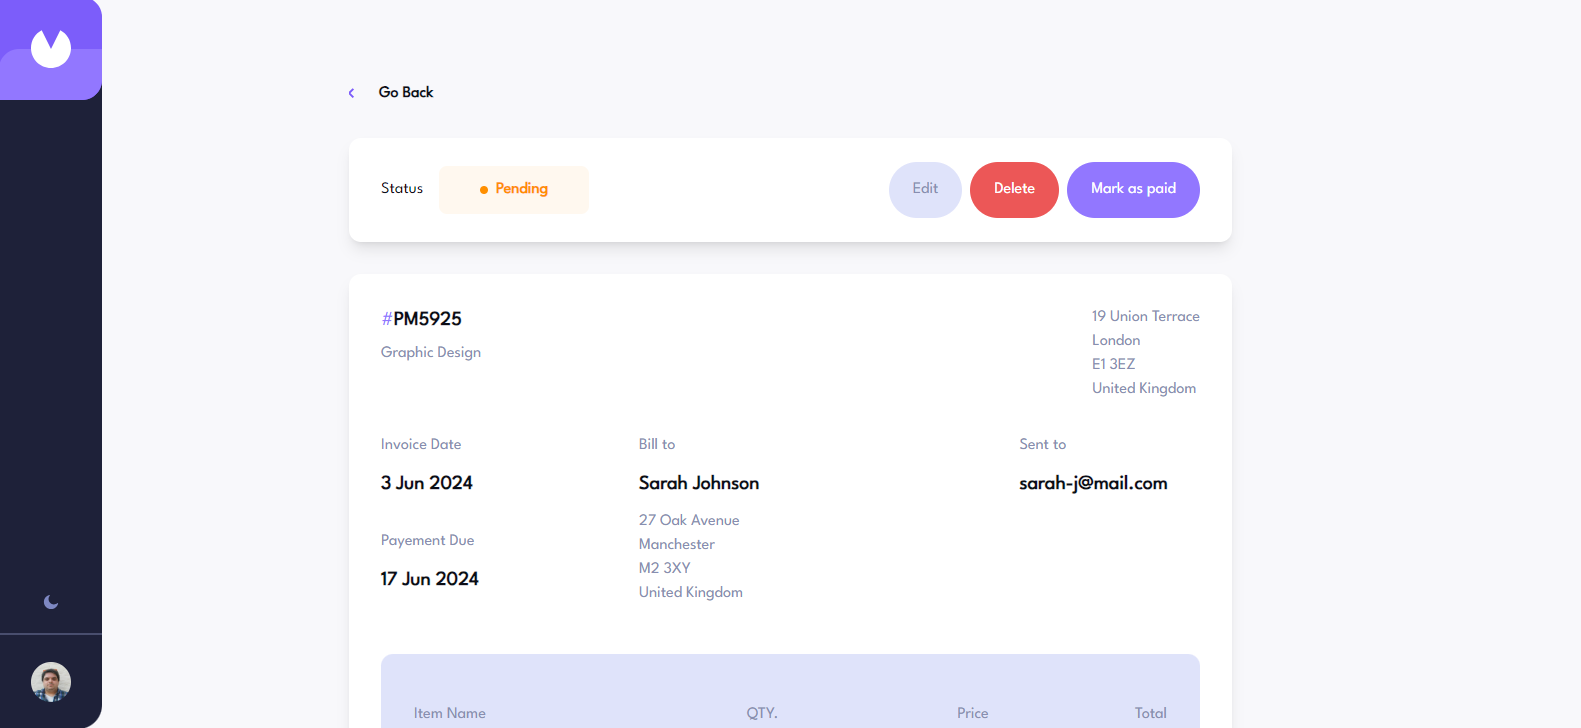 Go Back
Status
Pending
Edit
Delete
Mark as paid
#PM5925
Graphic Design
19 Union Terrace
London
E1 3EZ
United Kingdom
Invoice Date
3 Jun 2024
Payement Due
17 Jun 2024
Bill to
Sarah Johnson
27 Oak Avenue
Manchester
M2 3XY
United Kingdom
Sent to
sarah-j@mail.com
Item Name QTY. Price Total